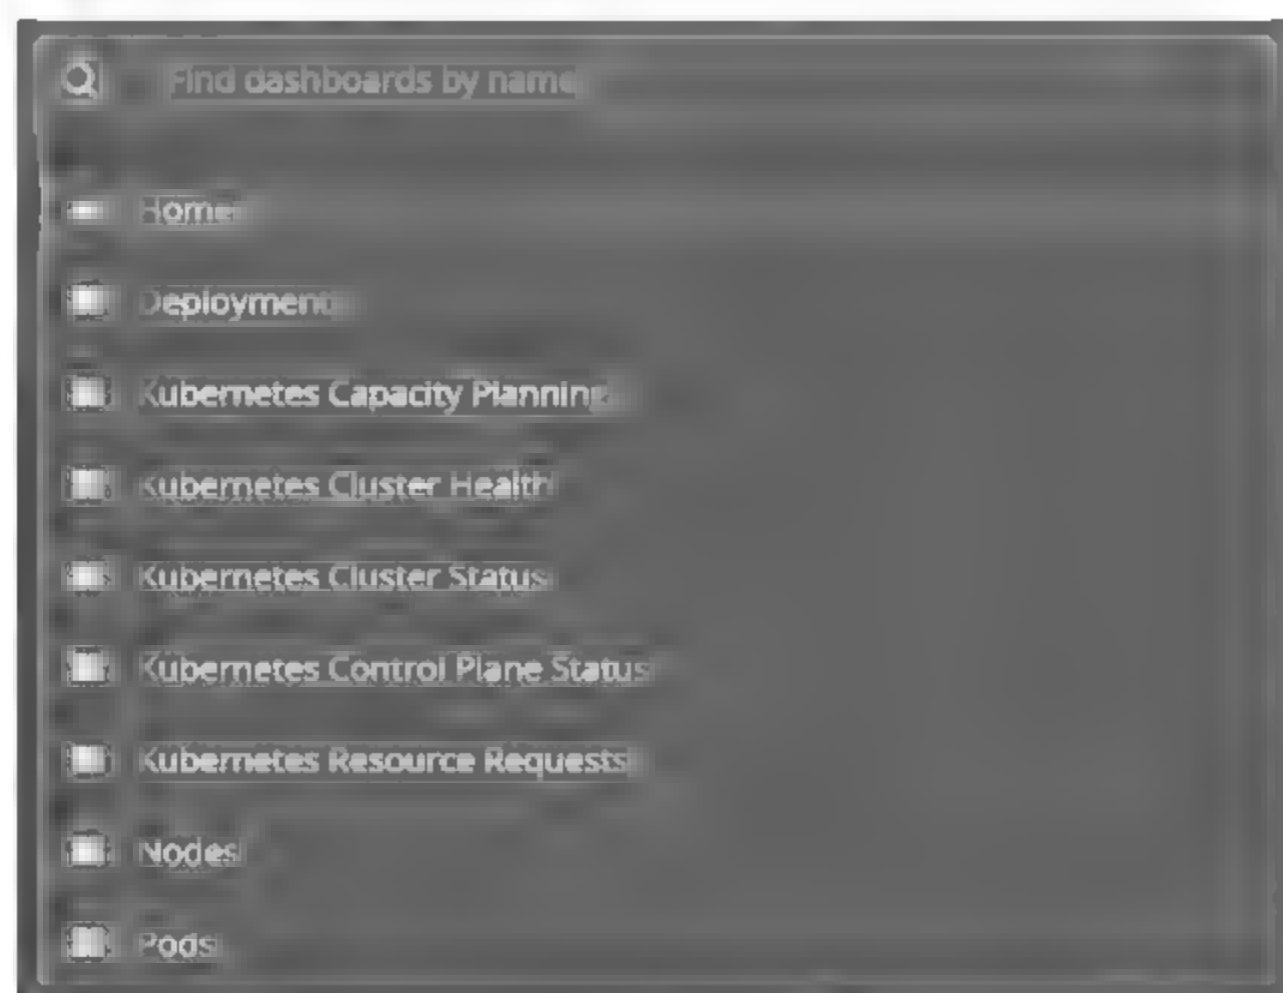 Find dashboards by name
Home
Deployments
Kubernetes Capacity Planning
Kubernetes Cluster Health
Kubernetes Cluster Status
Kubernetes Control Plane Status
Kubernetes Resource Requests
Nodes
Pods